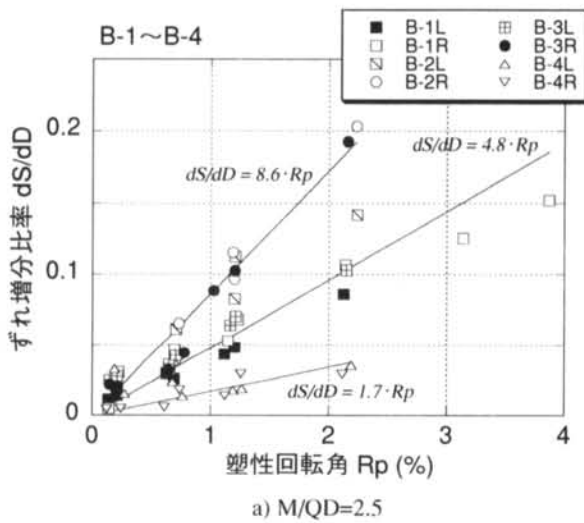 B-1～B-4
B-1L
B-1R
B-2L
B-2R
B-3L
B-3R
B-4L
B-4R
ずれ増分比率 dS/dD
0.2
0.1
0
dS/dD = 8.6·Rp
dS/dD = 4.8·Rp
dS/dD = 1.7·Rp
0 1 2 3 4
塑性回転角 Rp (%)
a) M/QD=2.5